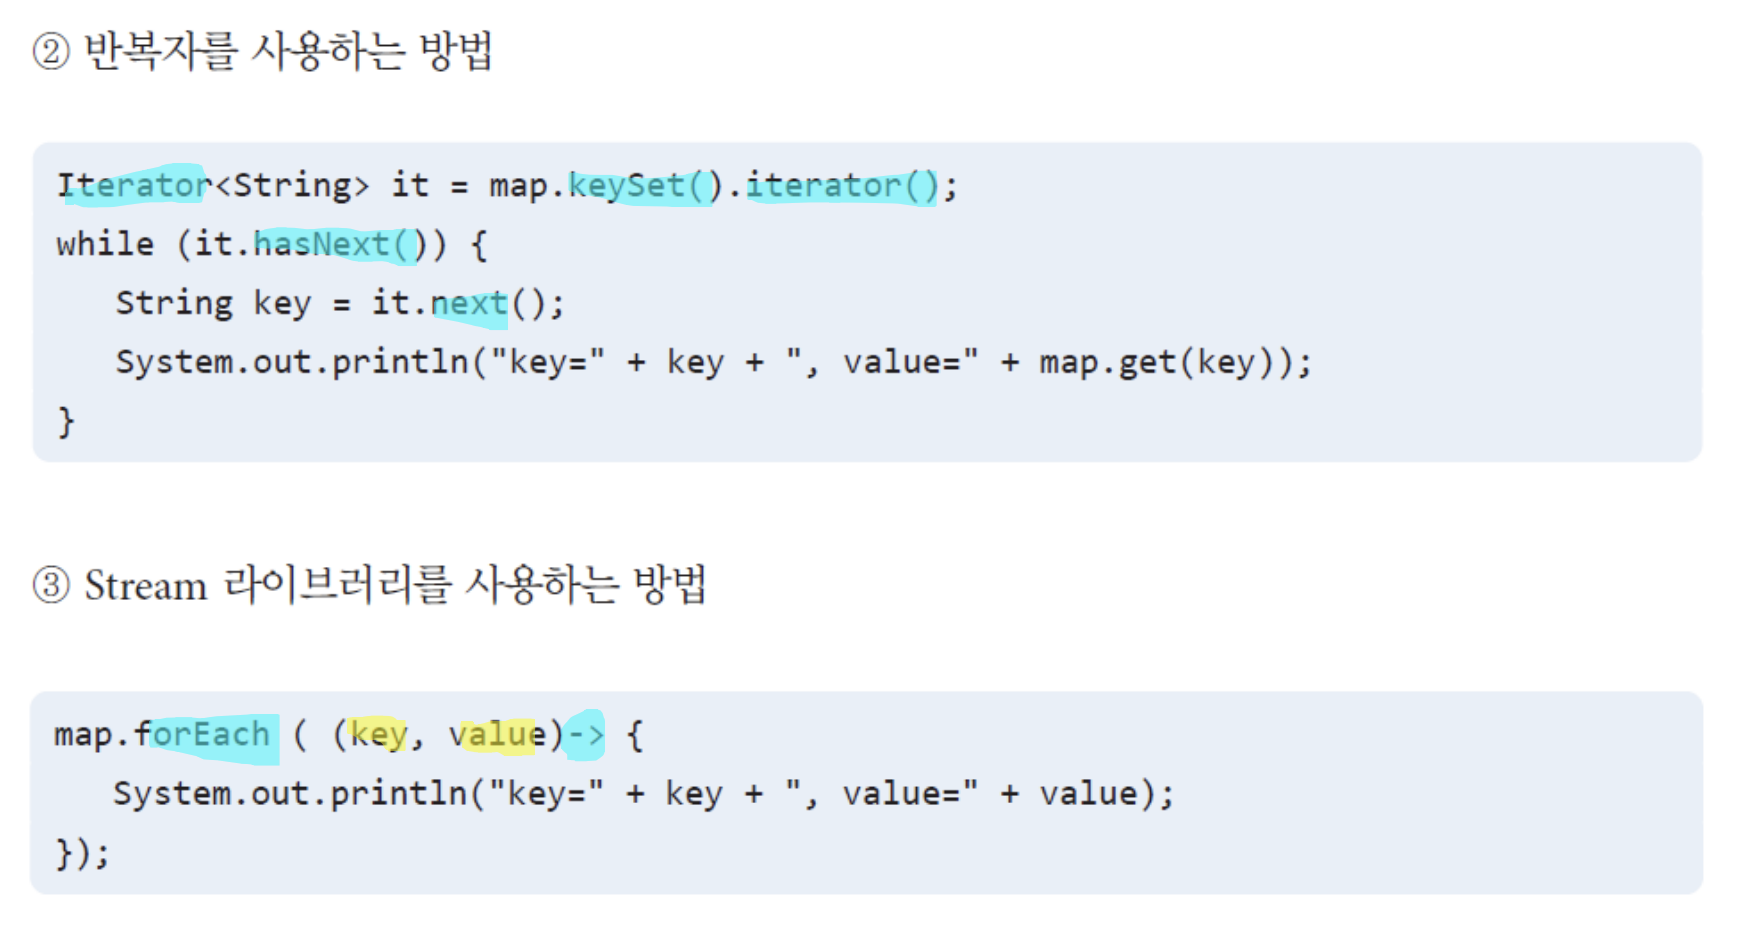 ② 반복자를 사용하는 방법
Iterator<String> it = map.keySet().iterator();
while (it.hasNext()) {
   String key = it.next();
   System.out.println("key=" + key + ", value=" + map.get(key));
}
③ Stream 라이브러리를 사용하는 방법
map.forEach ( (key, value)-> {
   System.out.println("key=" + key + ", value=" + value);
});